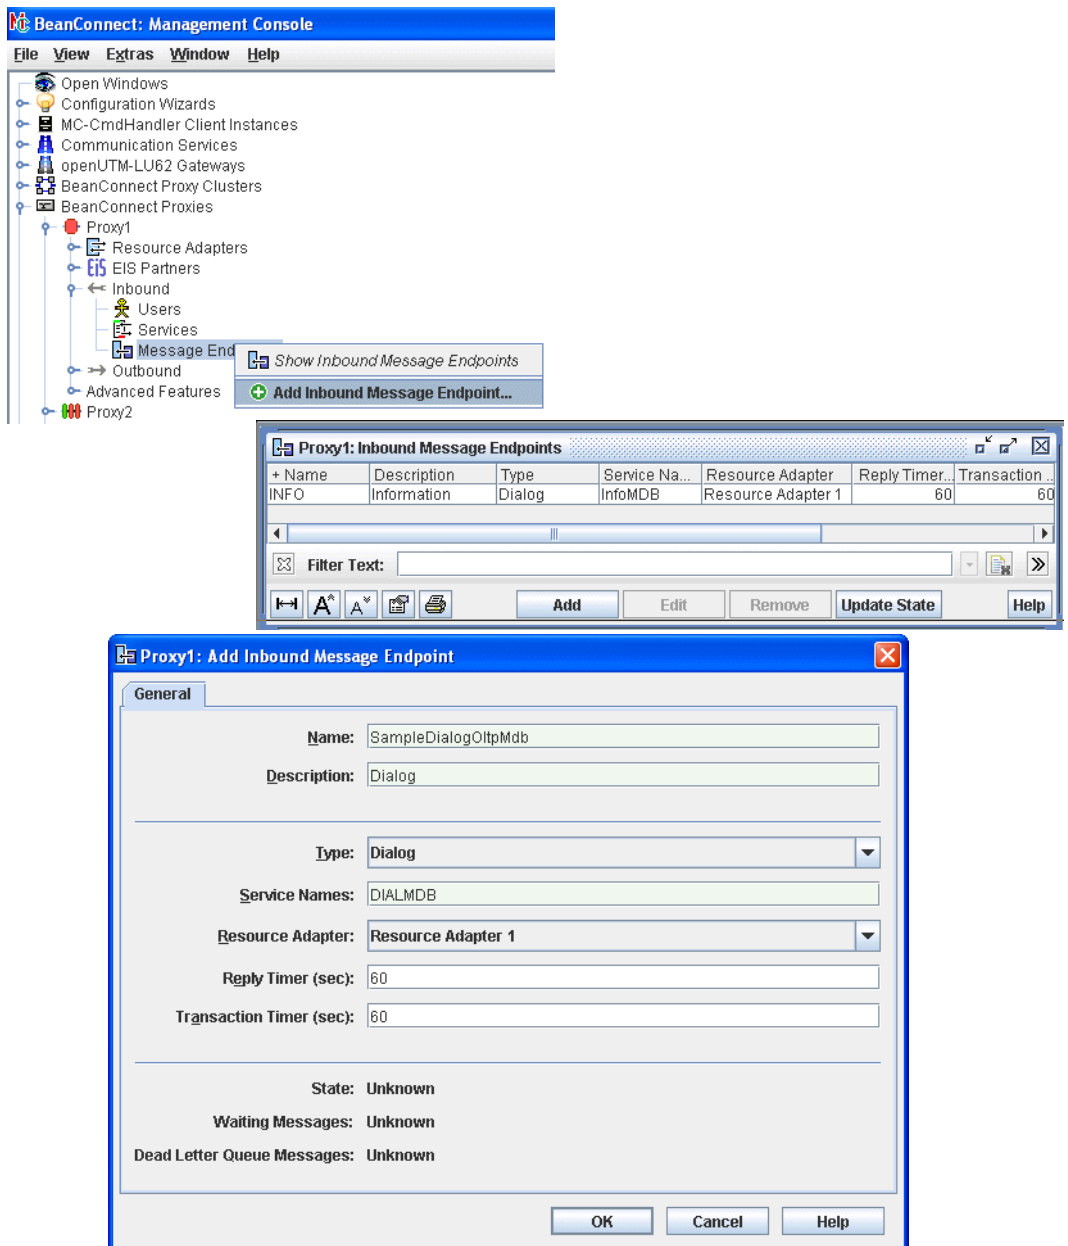 BeanConnect: Management Console
File View Extras Window Help
Open Windows
Configuration Wizards
MC-CmdHandler Client Instances
Communication Services
openUTM-LU62 Gateways
BeanConnect Proxy Clusters
BeanConnect Proxies
Proxy1
Resource Adapters
EIS Partners
Inbound
Users
Services
Message End
Show Inbound Message Endpoints
Outbound
Add Inbound Message Endpoint...
Advanced Features
Proxy2
Proxy1: Inbound Message Endpoints
+ Name Description Type Service Na... Resource Adapter Reply Timer... Transaction ...
INFO Information Dialog InfoMDB Resource Adapter 1 60 60
Filter Text:
Add Edit Remove Update State Help
Proxy1: Add Inbound Message Endpoint
General
Name: SampleDialogOltpMdb
Description: Dialog
Type: Dialog
Service Names: DIALMDB
Resource Adapter: Resource Adapter 1
Reply Timer (sec): 60
Transaction Timer (sec): 60
State: Unknown
Waiting Messages: Unknown
Dead Letter Queue Messages: Unknown
OK Cancel Help